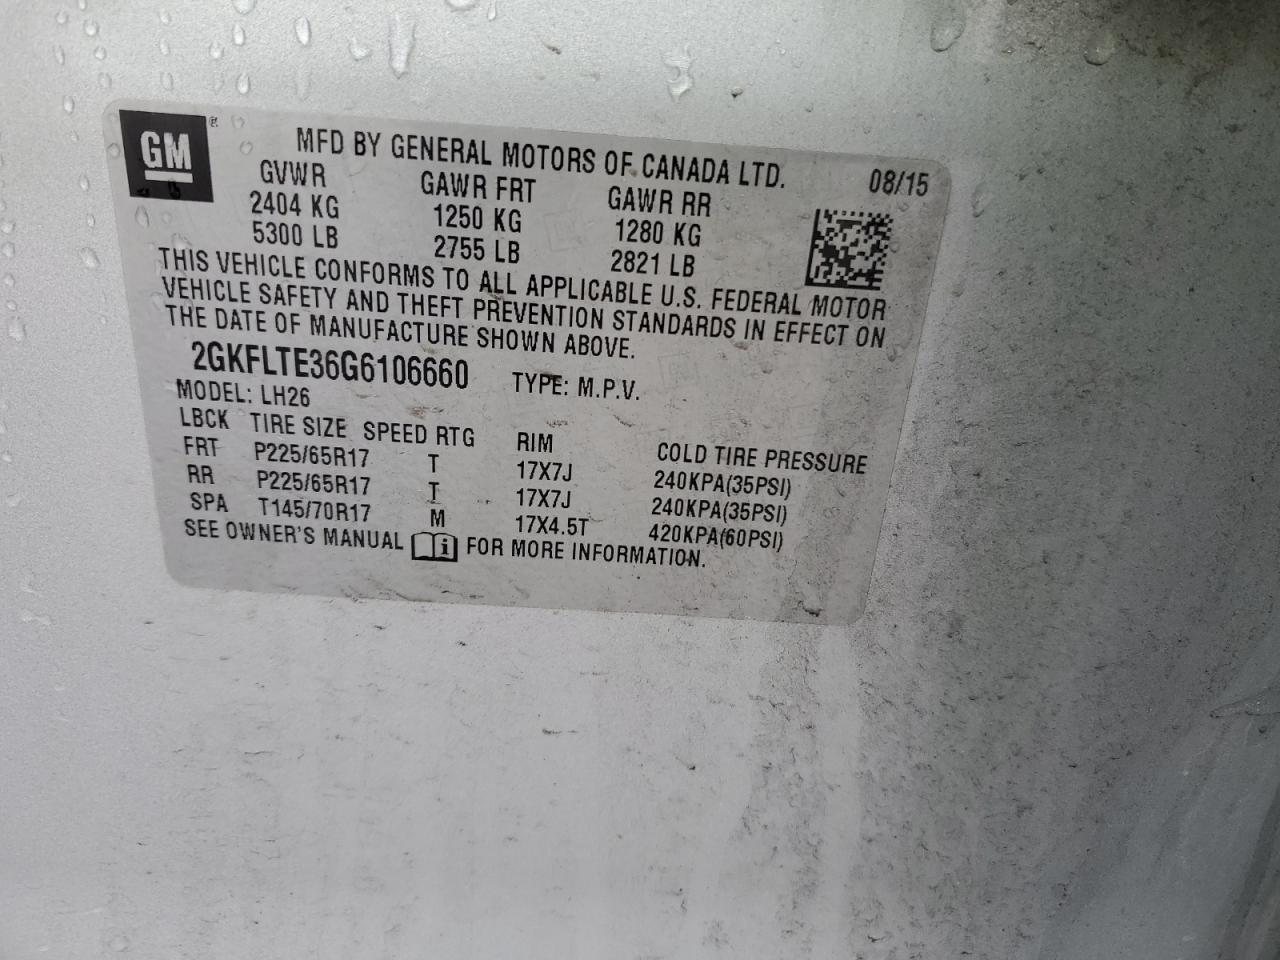 GM ®
MFD BY GENERAL MOTORS OF CANADA LTD. 08/15
GVWR GAWR FRT GAWR RR
2404 KG 1250 KG 1280 KG
5300 LB 2755 LB 2821 LB
THIS VEHICLE CONFORMS TO ALL APPLICABLE U.S. FEDERAL MOTOR
VEHICLE SAFETY AND THEFT PREVENTION STANDARDS IN EFFECT ON
THE DATE OF MANUFACTURE SHOWN ABOVE.
2GKFLTE36G6106660 TYPE: M.P.V.
MODEL: LH26
LBCK TIRE SIZE SPEED RTG RIM COLD TIRE PRESSURE
FRT P225/65R17 T 17X7J 240KPA(35PSI)
RR P225/65R17 T 17X7J 240KPA(35PSI)
SPA T145/70R17 M 17X4.5T 420KPA(60PSI)
SEE OWNER'S MANUAL i FOR MORE INFORMATION.